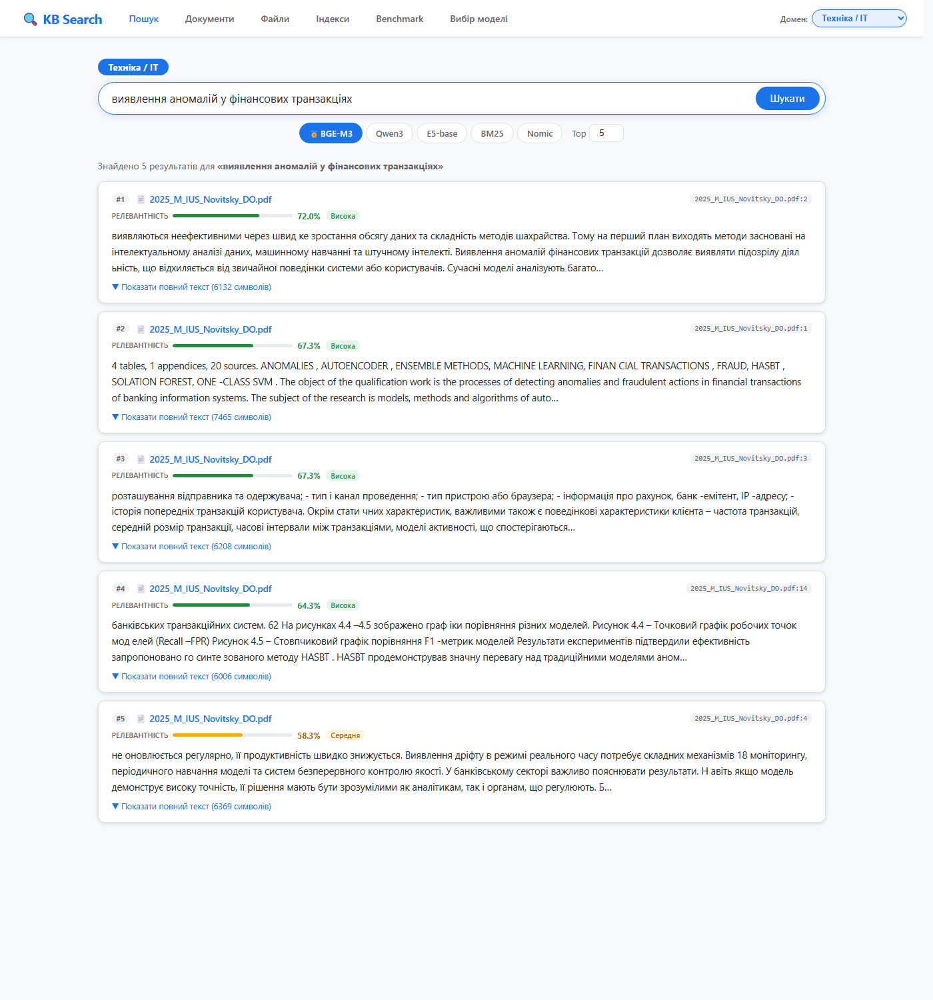 KB Search Пошук Документи Файли Індекси Benchmark Вибір моделі Домен: Техніка / IT
Техніка / IT
виявлення аномалій у фінансових транзакціях Шукати
BGE-M3 Qwen3 E5-base BM25 Nomic Top 5
Знайдено 5 результатів для «виявлення аномалій у фінансових транзакціях»
#1 2025_M_IUS_Novitsky_DO.pdf 2025_M_IUS_Novitsky_DO.pdf:2
РЕЛЕВАНТНІСТЬ 72.0% Висока
виявляються неефективними через швид ке зростання обсягу даних та складність методів шахрайства. Тому на перший план виходять методи засновані на
інтелектуальному аналізі даних, машинному навчанні та штучному інтелекті. Виявлення аномалій фінансових транзакцій дозволяє виявляти підозрілу діял
ьність, що відхиляється від звичайної поведінки системи або користувачів. Сучасні моделі аналізують багато...
▼ Показати повний текст (6132 символів)
#2 2025_M_IUS_Novitsky_DO.pdf 2025_M_IUS_Novitsky_DO.pdf:1
РЕЛЕВАНТНІСТЬ 67.3% Висока
4 tables, 1 appendices, 20 sources. ANOMALIES , AUTOENCODER , ENSEMBLE METHODS, MACHINE LEARNING, FINAN CIAL TRANSACTIONS , FRAUD, HASBT ,
SOLATION FOREST, ONE -CLASS SVM . The object of the qualification work is the processes of detecting anomalies and fraudulent actions in financial transactions
of banking information systems. The subject of the research is models, methods and algorithms of auto...
▼ Показати повний текст (7465 символів)
#3 2025_M_IUS_Novitsky_DO.pdf 2025_M_IUS_Novitsky_DO.pdf:3
РЕЛЕВАНТНІСТЬ 67.3% Висока
розташування відправника та одержувача; - тип і канал проведення; - тип пристрою або браузера; - інформація про рахунок, банк -емітент, IP -адресу; -
історія попередніх транзакцій користувача. Окрім стати чних характеристик, важливими також є поведінкові характеристики клієнта – частота транзакцій,
середній розмір транзакції, часові інтервали між транзакціями, моделі активності, що спостерігаються...
▼ Показати повний текст (6208 символів)
#4 2025_M_IUS_Novitsky_DO.pdf 2025_M_IUS_Novitsky_DO.pdf:14
РЕЛЕВАНТНІСТЬ 64.3% Висока
банківських транзакційних систем. 62 На рисунках 4.4 –4.5 зображено граф іки порівняння різних моделей. Рисунок 4.4 – Точковий графік робочих точок
мод елей (Recall –FPR) Рисунок 4.5 – Стовпчиковий графік порівняння F1 -метрик моделей Результати експериментів підтвердили ефективність
запропоновано го синте зованого методу HASBT . HASBT продемонстрував значну перевагу над традиційними моделями аном...
▼ Показати повний текст (6006 символів)
#5 2025_M_IUS_Novitsky_DO.pdf 2025_M_IUS_Novitsky_DO.pdf:4
РЕЛЕВАНТНІСТЬ 58.3% Середня
не оновлюється регулярно, її продуктивність швидко знижується. Виявлення дріфту в режимі реального часу потребує складних механізмів 18 моніторингу,
періодичного навчання моделі та систем безперервного контролю якості. У банківському секторі важливо пояснювати результати. Н авіть якщо модель
демонструє високу точність, її рішення мають бути зрозумілими як аналітикам, так і органам, що регулюють. Б...
▼ Показати повний текст (6369 символів)